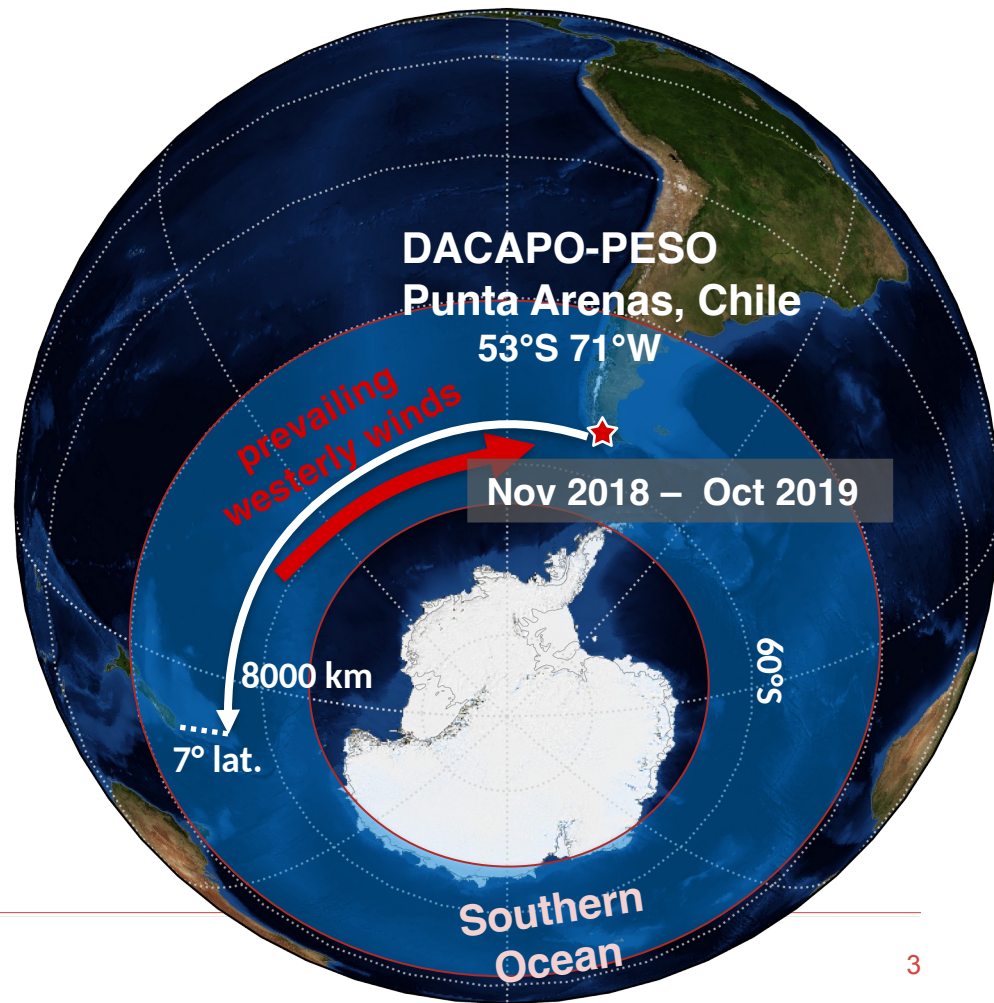 DACAPO-PESO
Punta Arenas, Chile
53°S 71°W
prevailing
westerly winds
Nov 2018 – Oct 2019
60°S
8000 km
7° lat.
Southern
Ocean
3